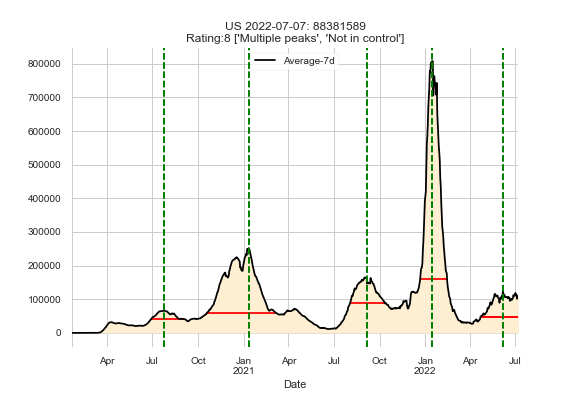 US 2022-07-07: 88381589
Rating:8 ['Multiple peaks', 'Not in control']
Average-7d
800000
700000
600000
500000
400000
300000
200000
100000
0
Apr Jul Oct Jan Apr Jul Oct Jan Apr Jul
2021 2022
Date